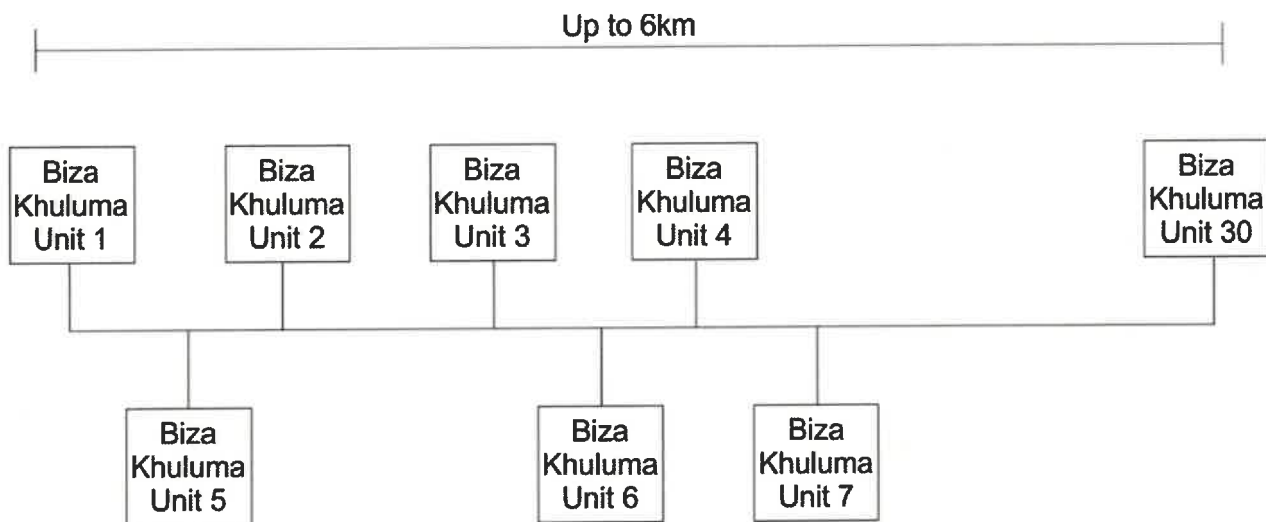 Up to 6km
Biza
Khuluma
Unit 1
Biza
Khuluma
Unit 2
Biza
Khuluma
Unit 3
Biza
Khuluma
Unit 4
Biza
Khuluma
Unit 30
Biza
Khuluma
Unit 5
Biza
Khuluma
Unit 6
Biza
Khuluma
Unit 7